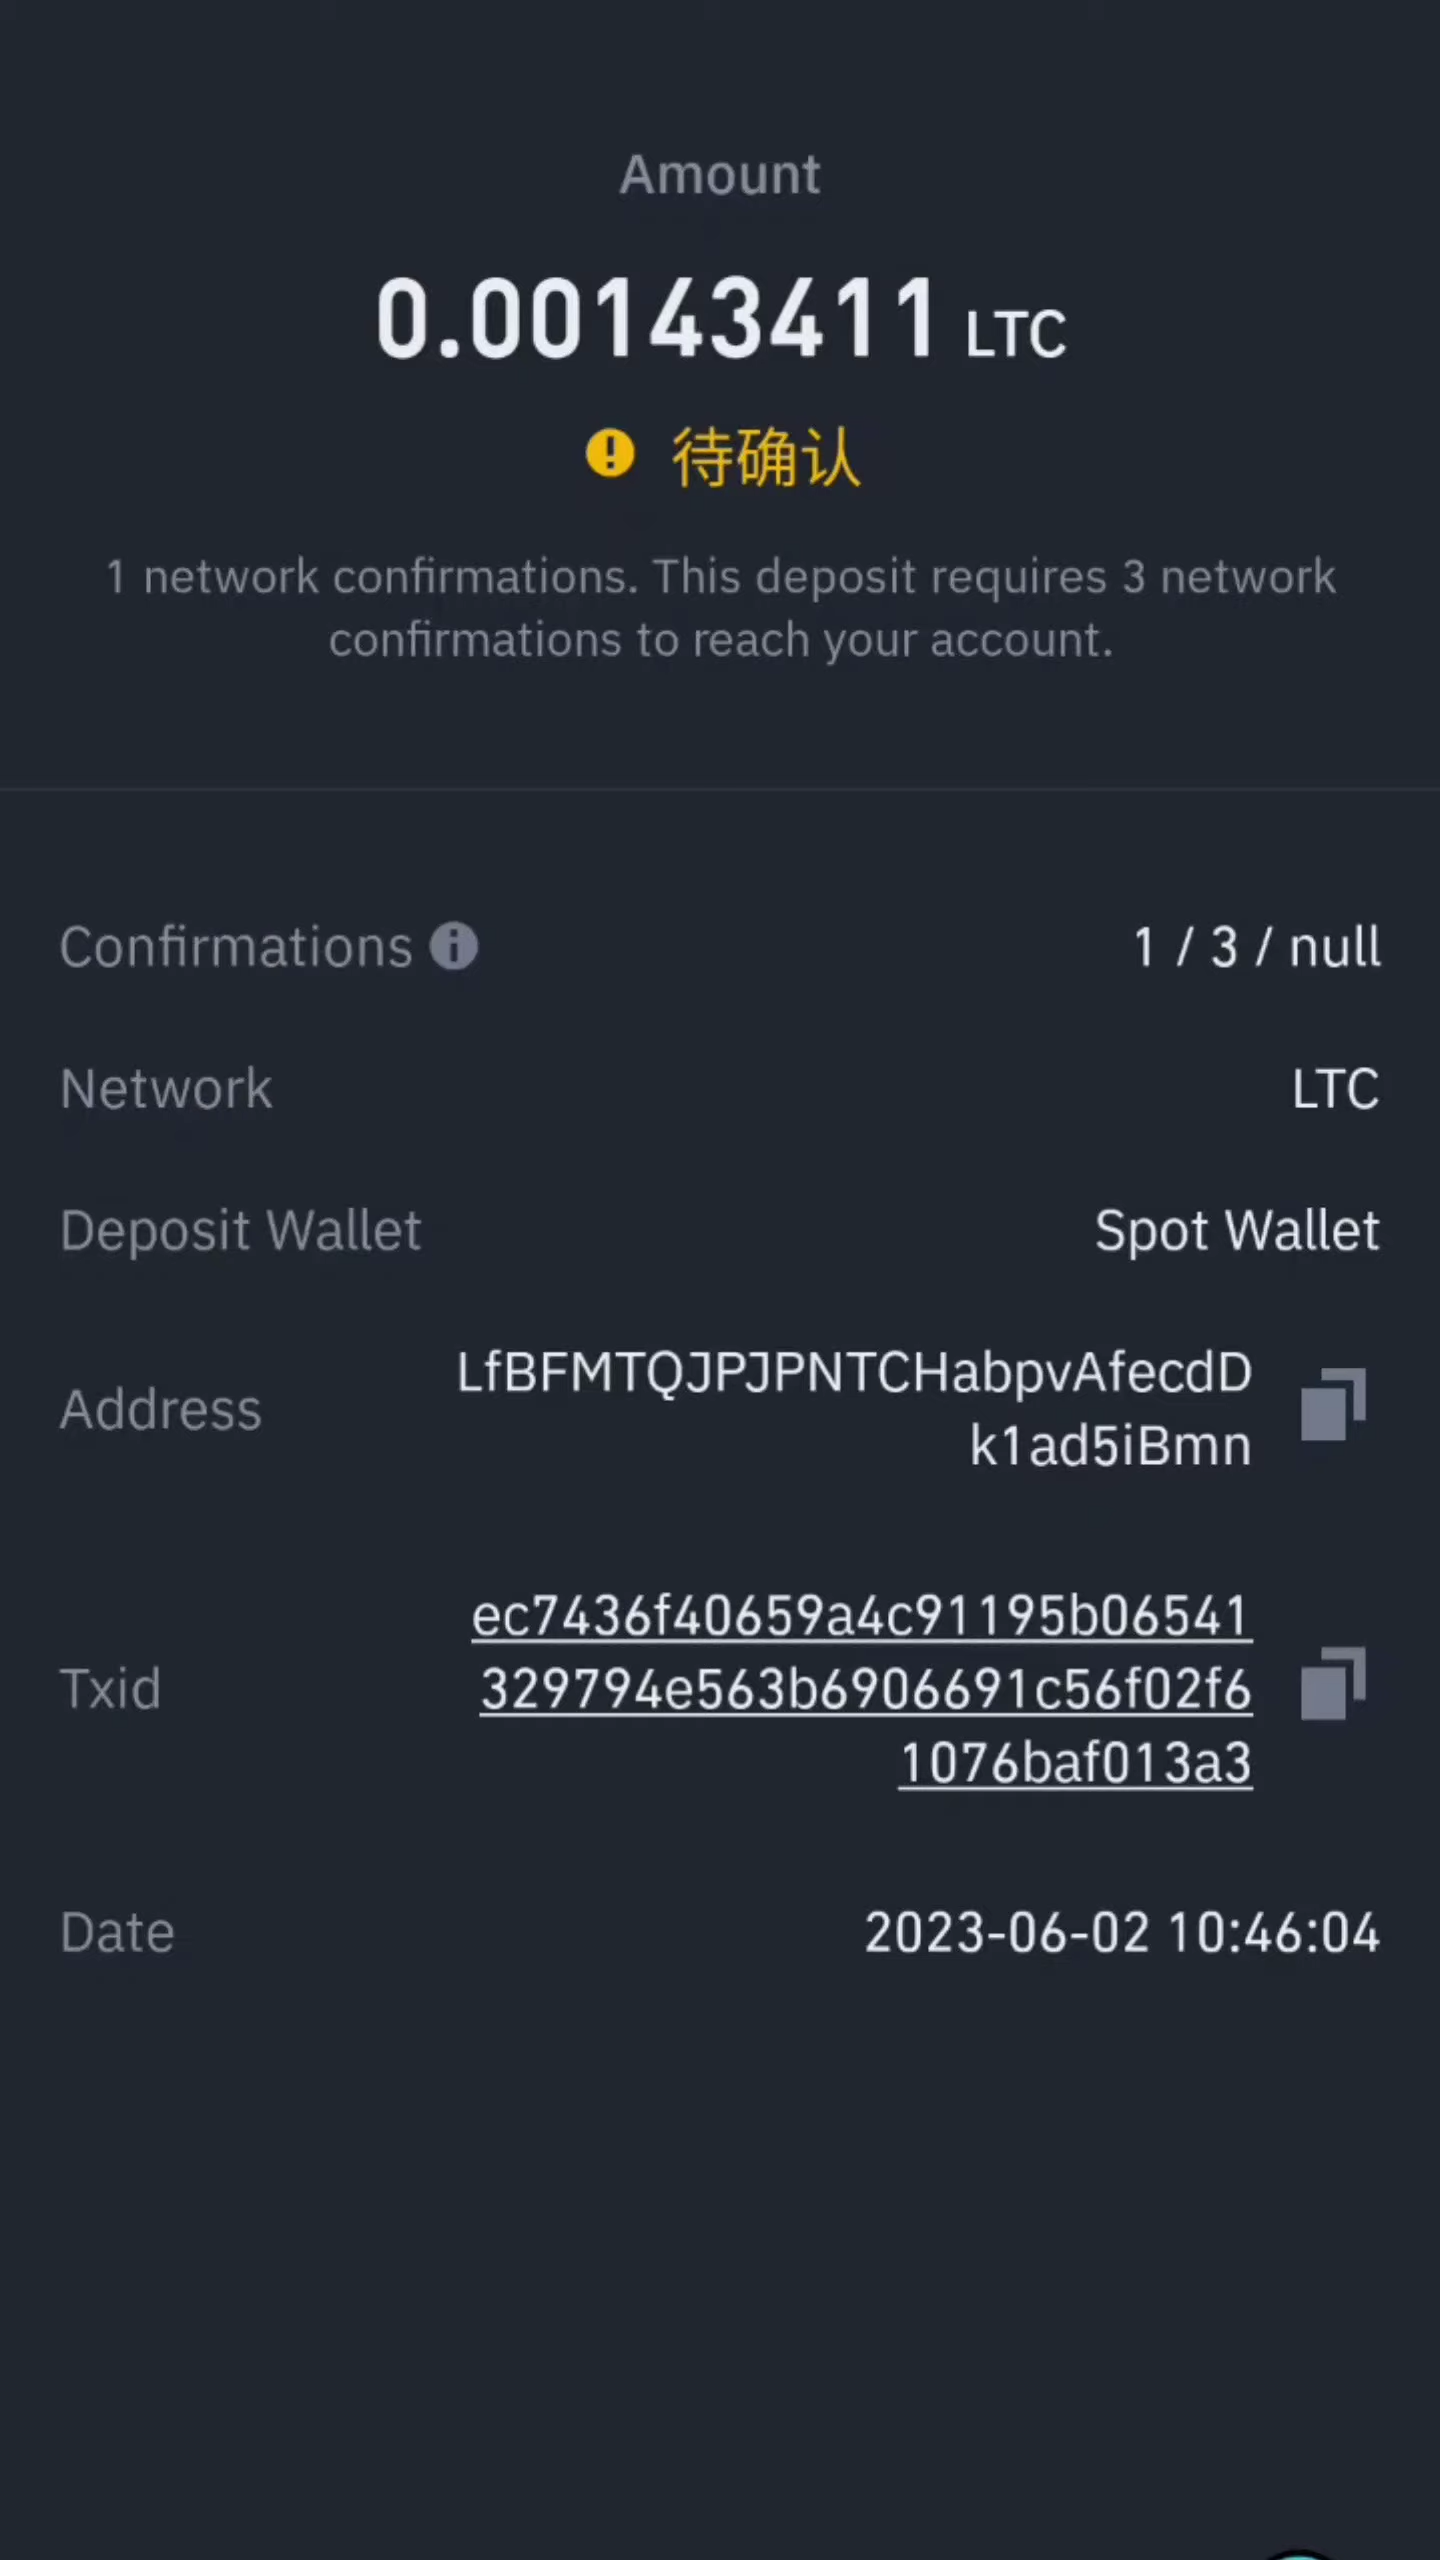 Amount
0.00143411 LTC
待确认
1 network confirmations. This deposit requires 3 network
confirmations to reach your account.
Confirmations 1 / 3 / null
Network LTC
Deposit Wallet Spot Wallet
Address LfBFMTQJPJPNTCHabpvAfecdD
k1ad5iBmn
Txid ec7436f40659a4c91195b06541
329794e563b6906691c56f02f6
1076baf013a3
Date 2023-06-02 10:46:04